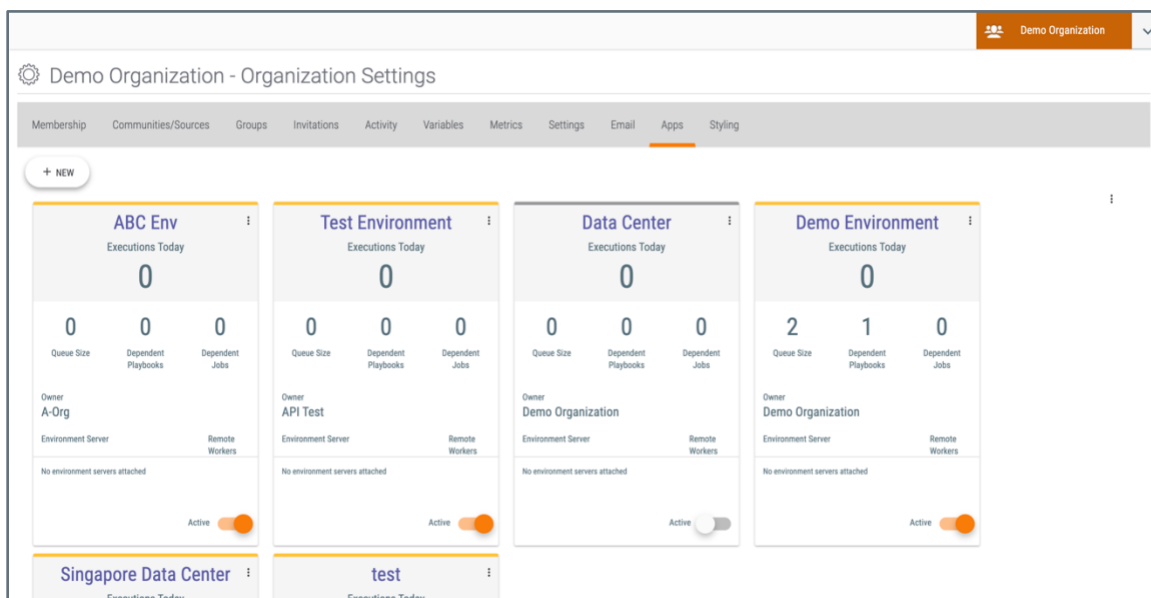 Demo Organization
Demo Organization - Organization Settings
Membership Communities/Sources Groups Invitations Activity Variables Metrics Settings Email Apps Styling
+ NEW
ABC Env
Executions Today
0
0 0 0
Queue Size Dependent Playbooks Dependent Jobs
Owner
A-Org
Environment Server Remote Workers
No environment servers attached
Active
Test Environment
Executions Today
0
0 0 0
Queue Size Dependent Playbooks Dependent Jobs
Owner
API Test
Environment Server Remote Workers
No environment servers attached
Active
Data Center
Executions Today
0
0 0 0
Queue Size Dependent Playbooks Dependent Jobs
Owner
Demo Organization
Environment Server Remote Workers
No environment servers attached
Active
Demo Environment
Executions Today
0
2 1 0
Queue Size Dependent Playbooks Dependent Jobs
Owner
Demo Organization
Environment Server Remote Workers
No environment servers attached
Active
Singapore Data Center
Executions Today
test
Executions Today